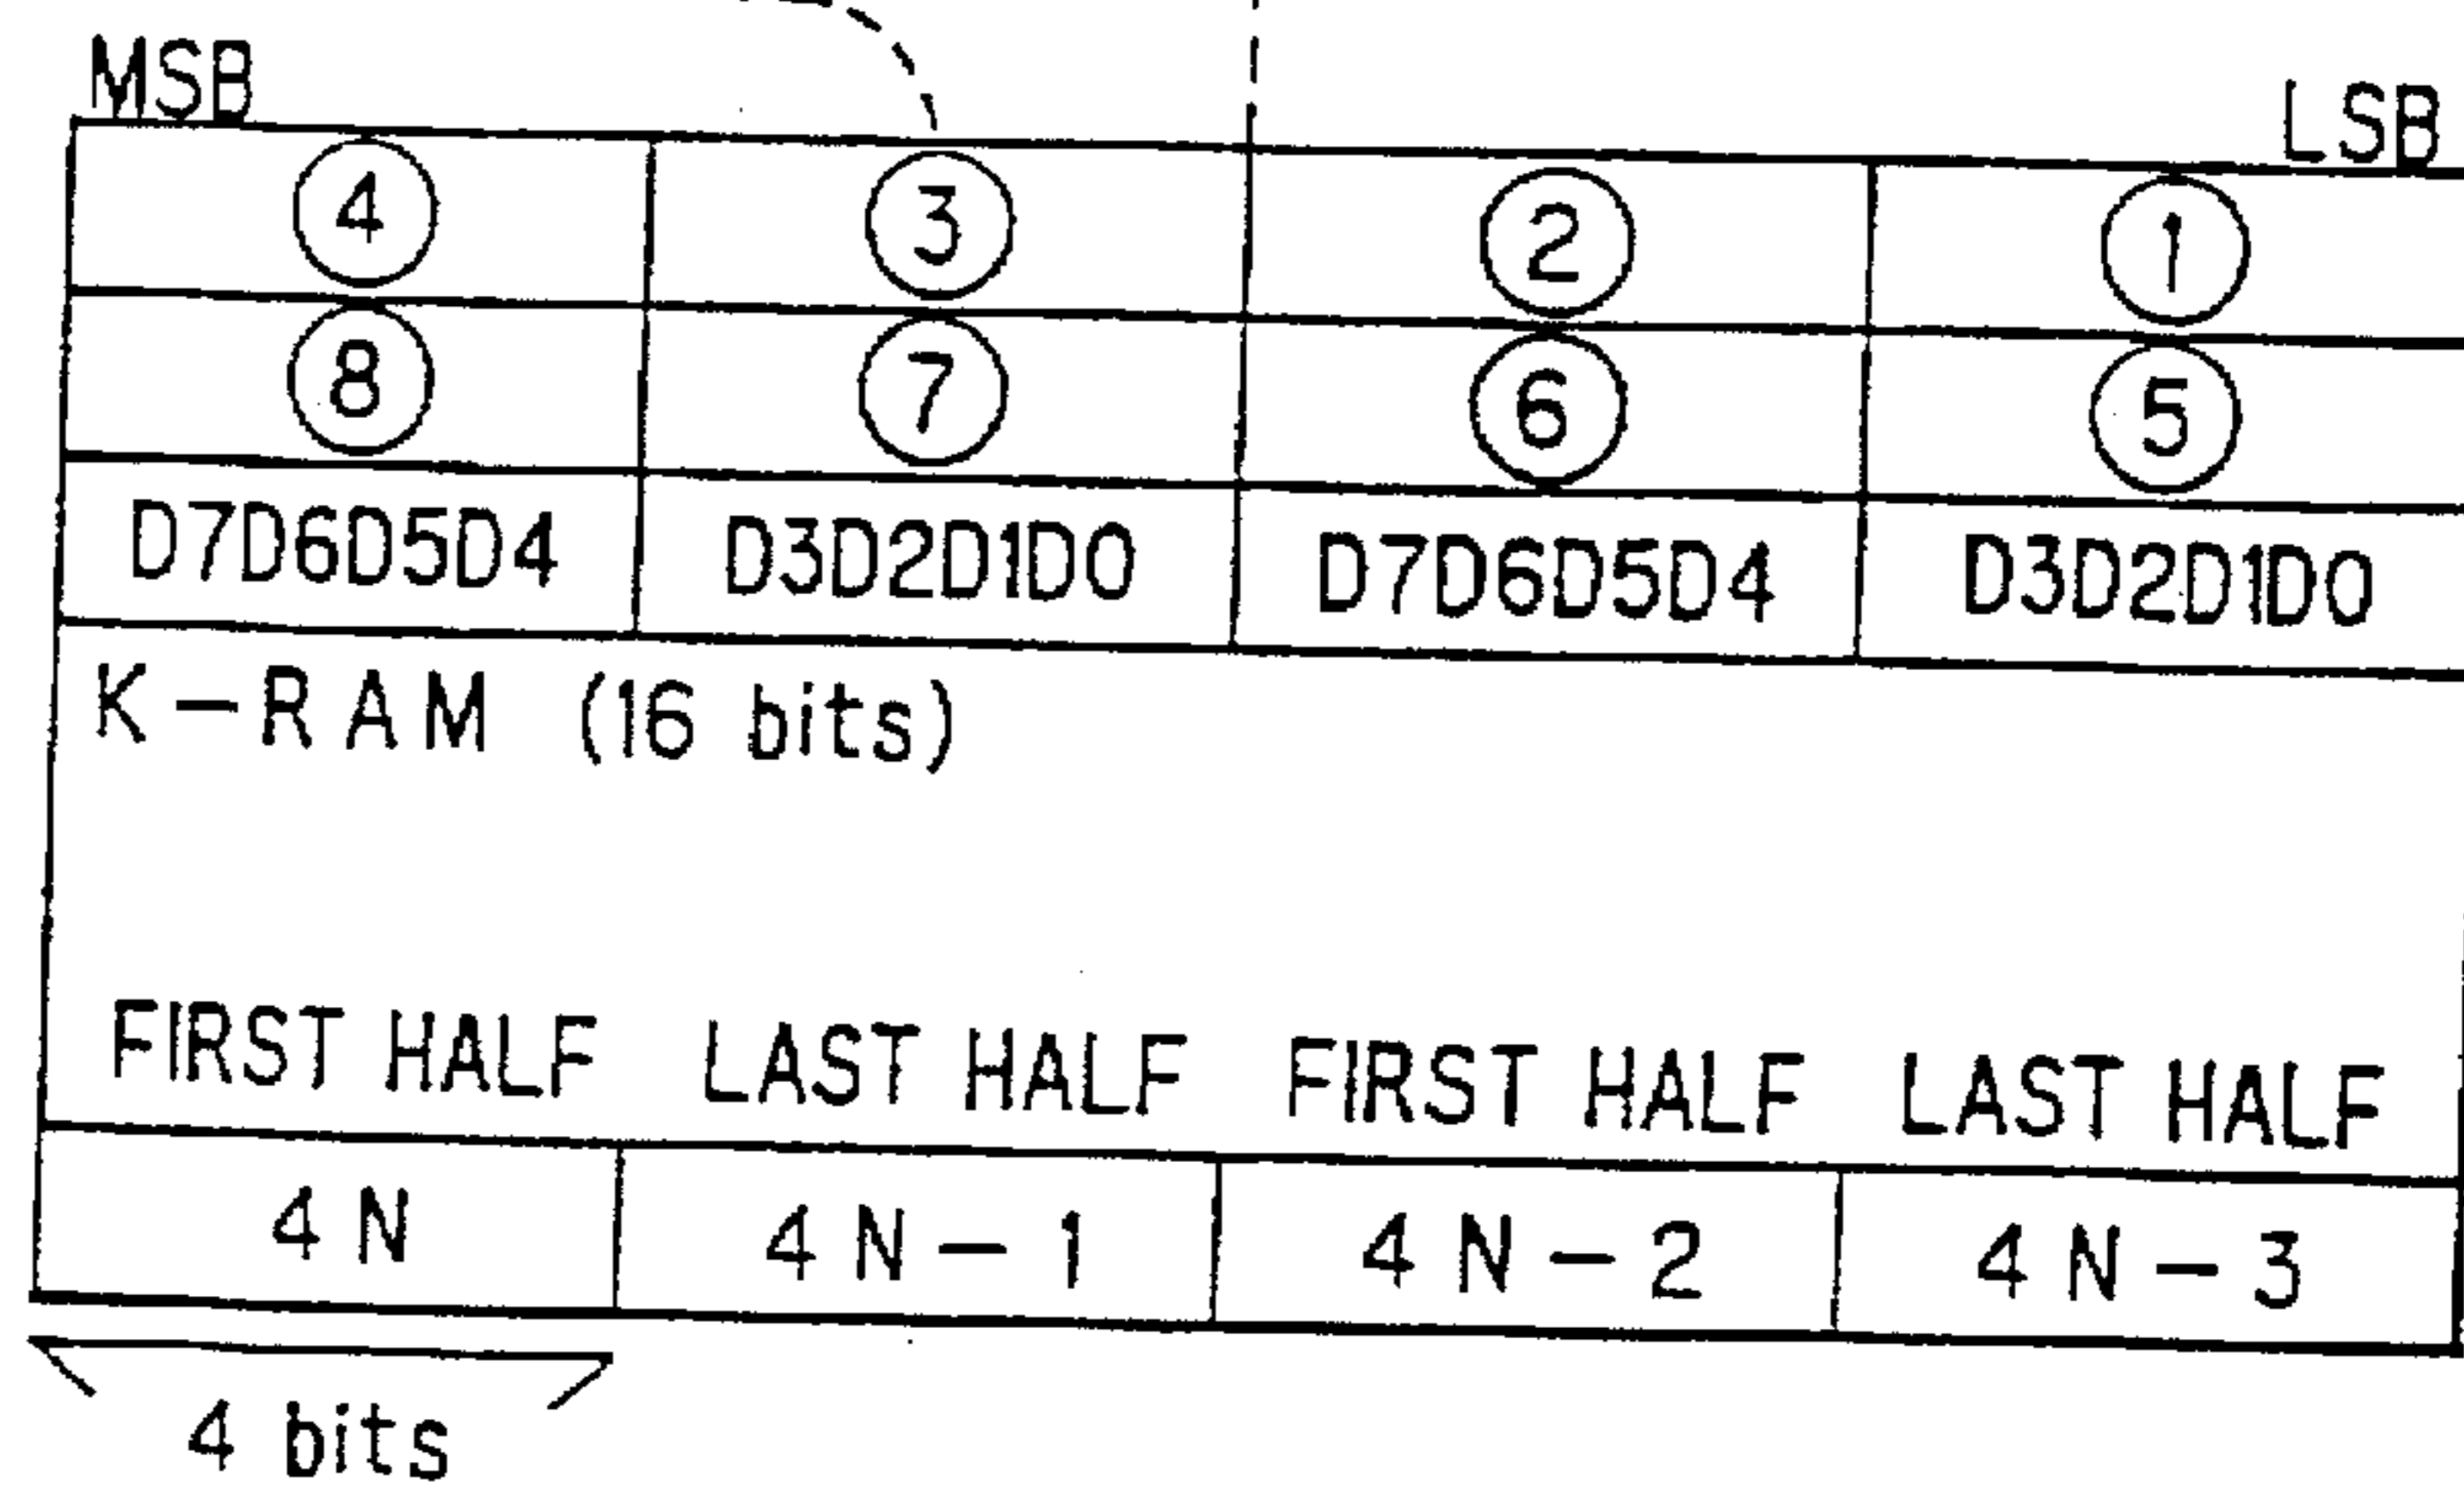 MSB LSB
④ ③ ② ①
⑧ ⑦ ⑥ ⑤
D7D6D5D4 D3D2D1D0 D7D6D5D4 D3D2D1D0
K-RAM (16 bits)
FIRST HALF LAST HALF FIRST HALF LAST HALF
4N 4N-1 4N-2 4N-3
4 bits